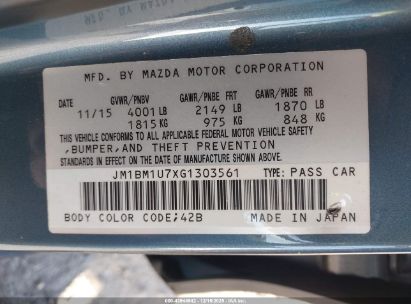 MFD. BY MAZDA MOTOR CORPORATION
GVWR/PNBV GAWR/PNBE FR GAWR/PNBE RR
11/15 4001 LB 2149 LB 1870 LB
1815 KG 975 KG 848 KG
THIS VEHICLE CONFORMS TO ALL APPLICABLE FEDERAL MOTOR VEHICLE SAFETY
,BUMPER,AND THEFT PREVENTION
STANDARDS IN EFFECT ON THE DATE OF MANUFACTURE SHOWN ABOVE.
JM1BM1U7XG1303561 TYPE: PASS CAR
BODY COLOR CODE;42B MADE IN JAPAN